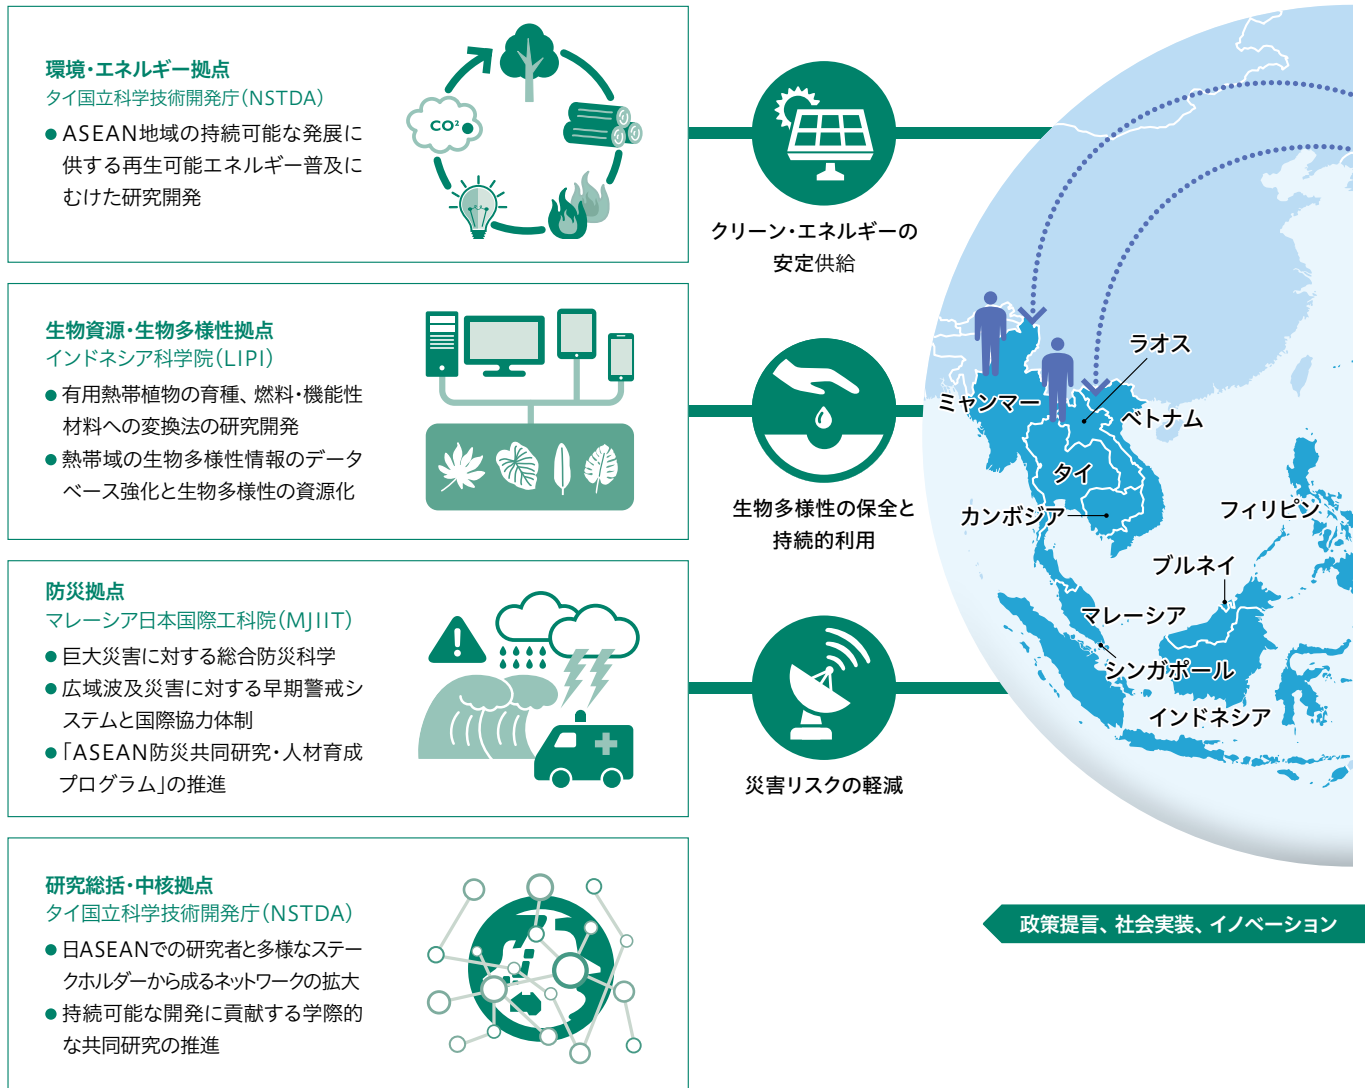 環境・エネルギー拠点
タイ国立科学技術開発庁(NSTDA)
● ASEAN地域の持続可能な発展に
供する再生可能エネルギー普及に
むけた研究開発
CO²
クリーン・エネルギーの
安定供給
生物資源・生物多様性拠点
インドネシア科学院(LIPI)
● 有用熱帯植物の育種、燃料・機能性
材料への変換法の研究開発
● 熱帯域の生物多様性情報のデータ
ベース強化と生物多様性の資源化
生物多様性の保全と
持続的利用
防災拠点
マレーシア日本国際工科院(MJIIT)
● 巨大災害に対する総合防災科学
● 広域波及災害に対する早期警戒シ
ステムと国際協力体制
● 「ASEAN防災共同研究・人材育成
プログラム」の推進
災害リスクの軽減
研究総括・中核拠点
タイ国立科学技術開発庁(NSTDA)
● 日ASEANでの研究者と多様なステー
クホルダーから成るネットワークの拡大
● 持続可能な開発に貢献する学際的
な共同研究の推進
ラオス
ミャンマー
ベトナム
タイ
カンボジア
フィリピン
ブルネイ
マレーシア
シンガポール
インドネシア
政策提言、社会実装、イノベーション